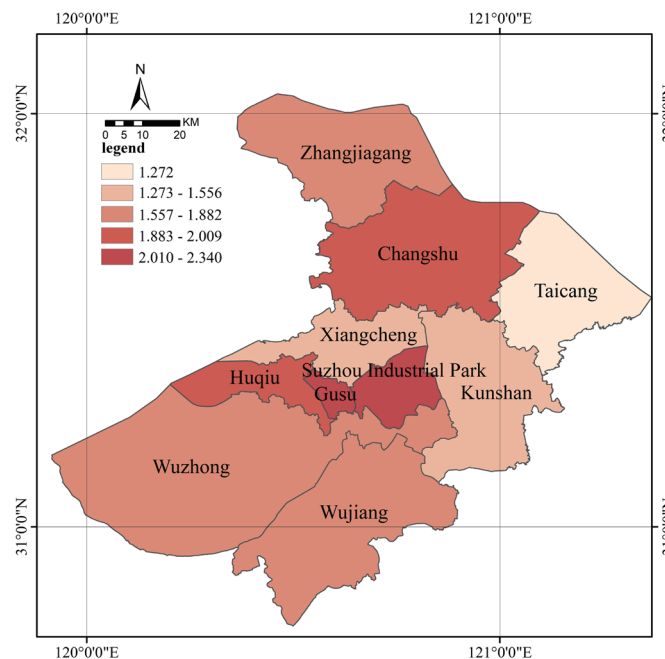 120°0'0"E 121°0'0"E
N
KM
0 5 10 20
legend
1.272
1.273 - 1.556
1.557 - 1.882
1.883 - 2.009
2.010 - 2.340
32°0'0"N
Zhangjiagang
Changshu
Taicang
Xiangcheng
Suzhou Industrial Park
Huqiu
Gusu
Kunshan
Wuzhong
Wujiang
31°0'0"N
120°0'0"E 121°0'0"E